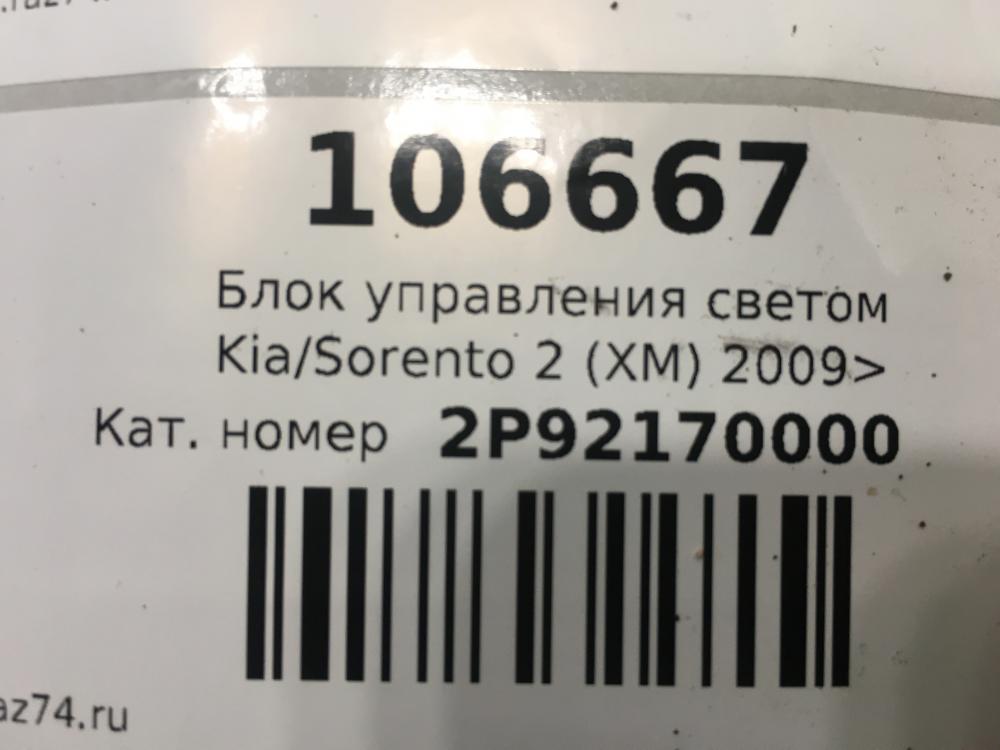 106667
Блок управления светом
Kia/Sorento 2 (XM) 2009>
Кат. номер 2P92170000
az74.ru